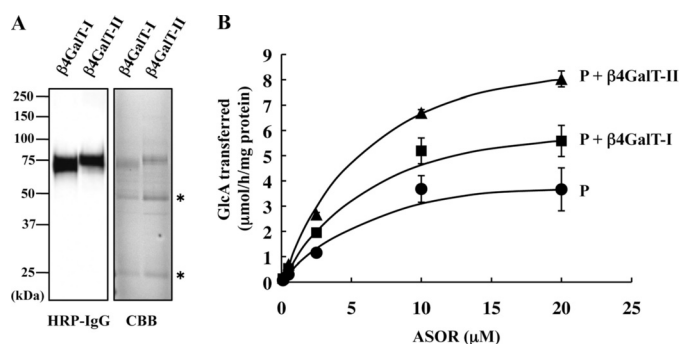 A
β4GalT-I
β4GalT-II
β4GalT-I
β4GalT-II
250
150
100
75
50
37
25
(kDa)
*
*
HRP-IgG
CBB
B
GlcA transferred
(μmol/h/mg protein)
9
8
7
6
5
4
3
2
1
0
0
5
10
15
20
25
ASOR (μM)
P + β4GalT-II
P + β4GalT-I
P